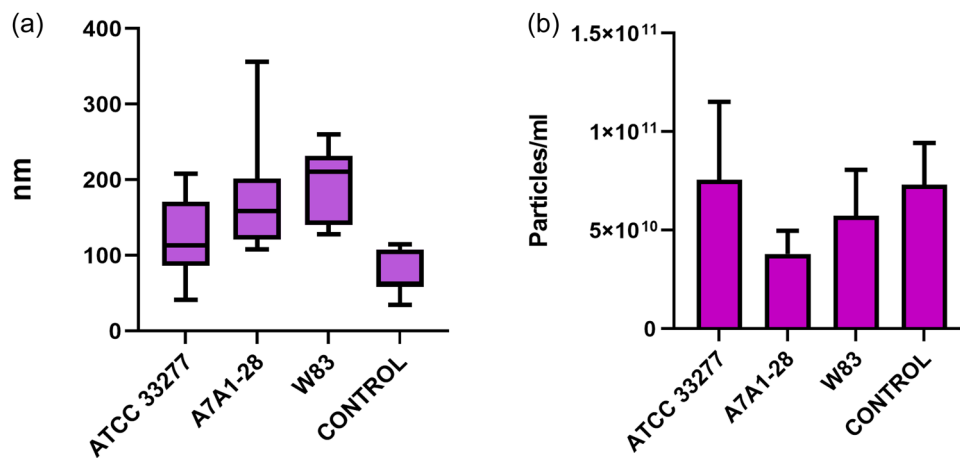 (a)
nm
400
300
200
100
0
ATCC 33277
A7A1-28
W83
CONTROL
(b)
Particles/ml
1.5×10¹¹
1×10¹¹
5×10¹⁰
0
ATCC 33277
A7A1-28
W83
CONTROL